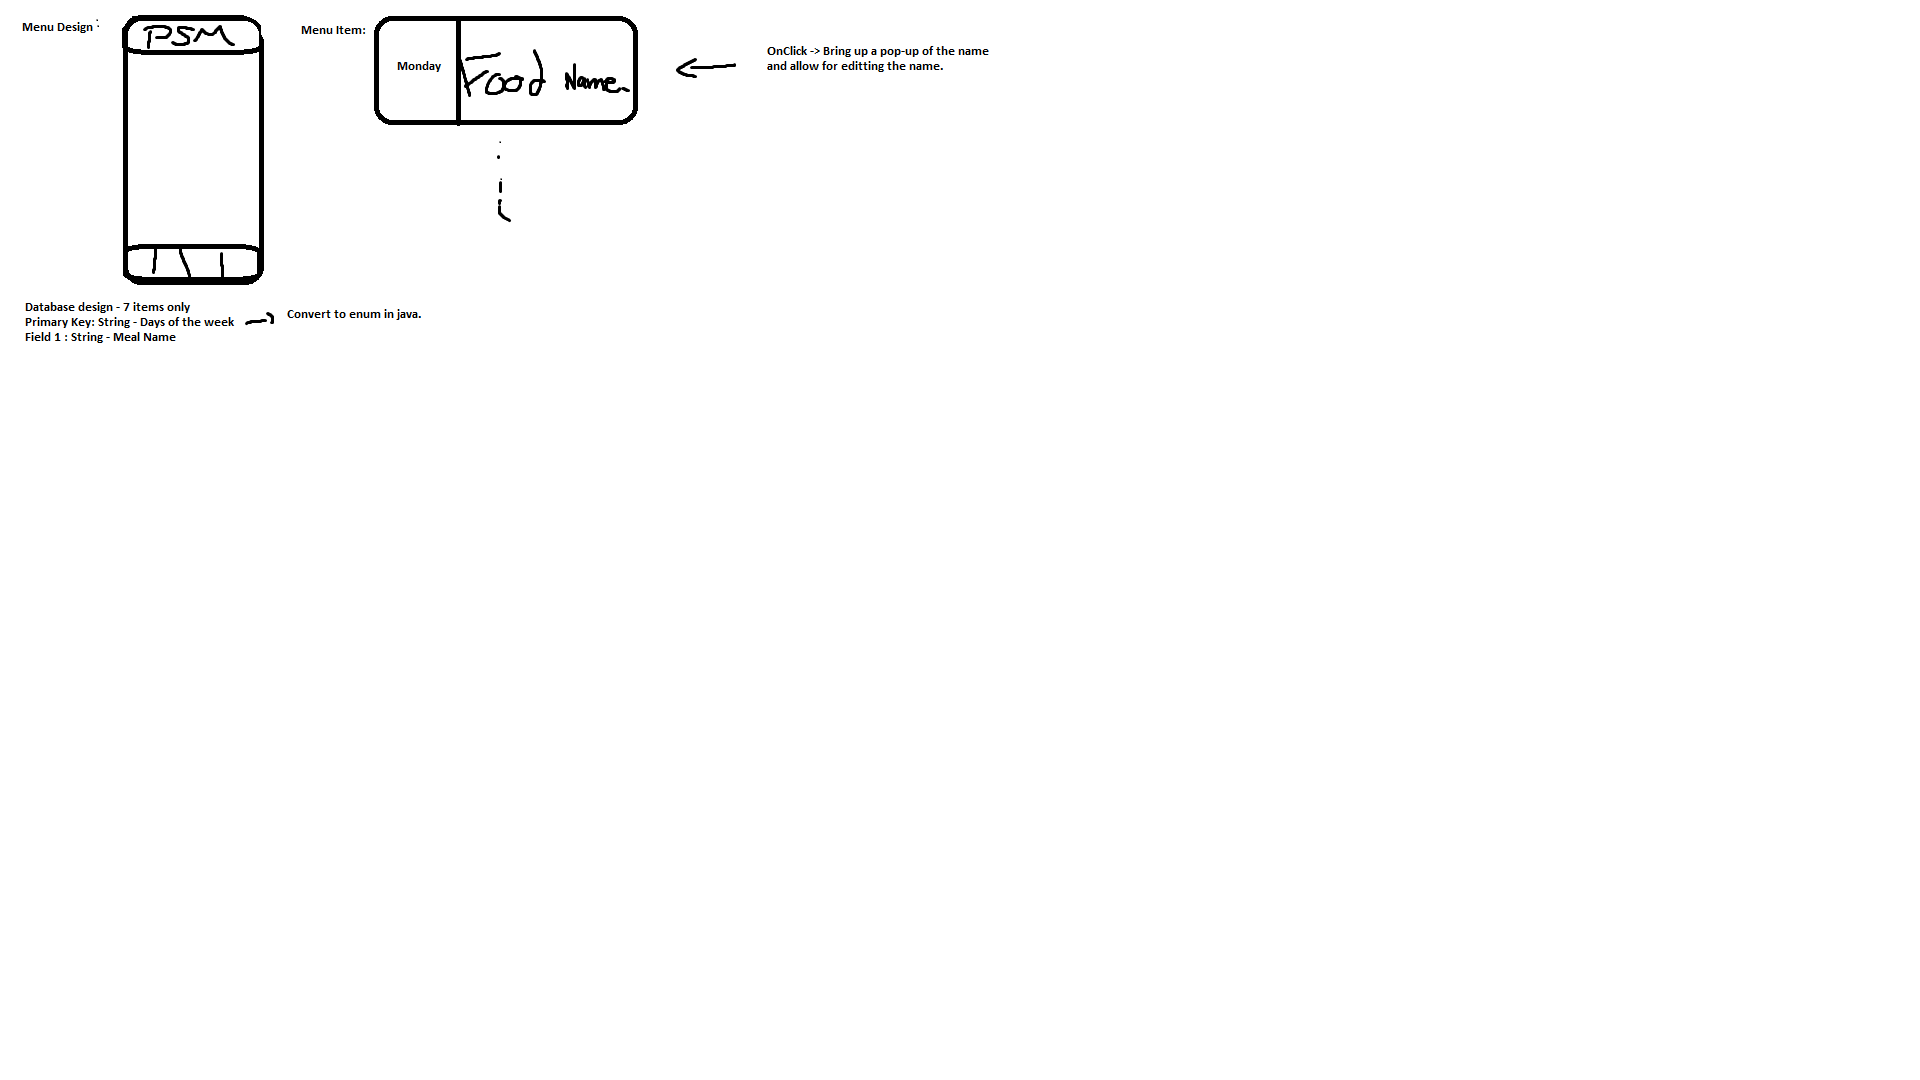 Menu Design :
PSM
Menu Item:
Monday
Food Name
OnClick -> Bring up a pop-up of the name
and allow for editting the name.
Database design - 7 items only
Primary Key: String - Days of the week
Field 1 : String - Meal Name
Convert to enum in java.